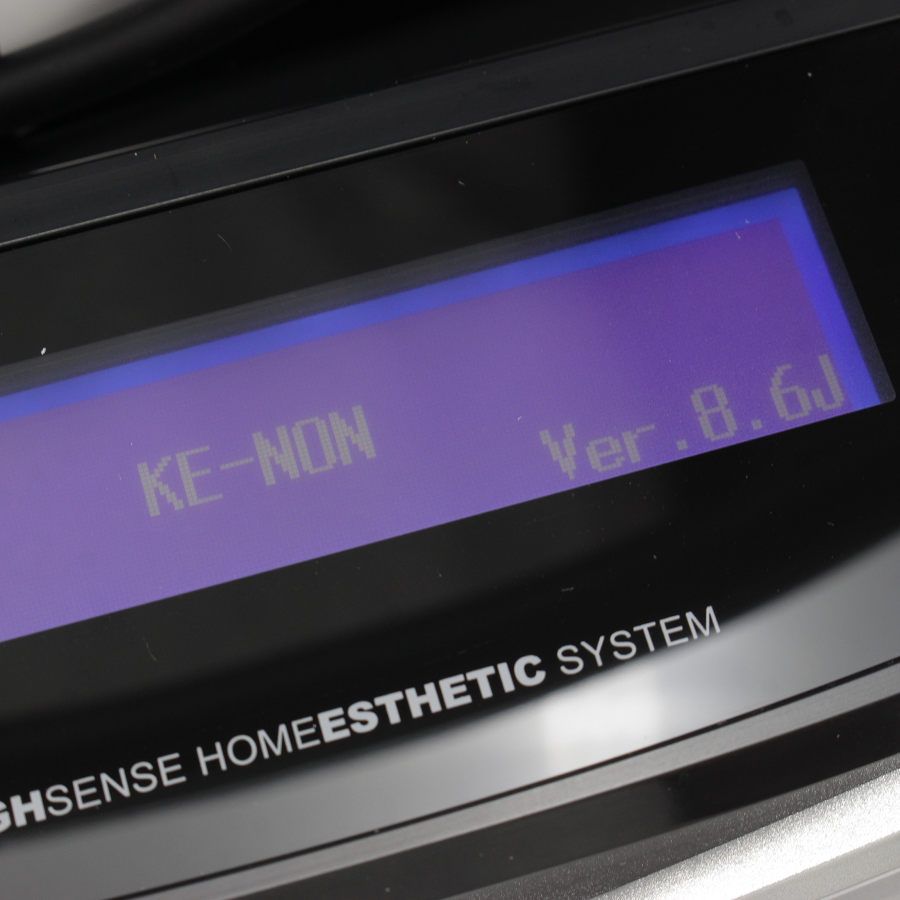 KE-NON Ver.8.6J
GHSENSE HOMEESTHETIC SYSTEM